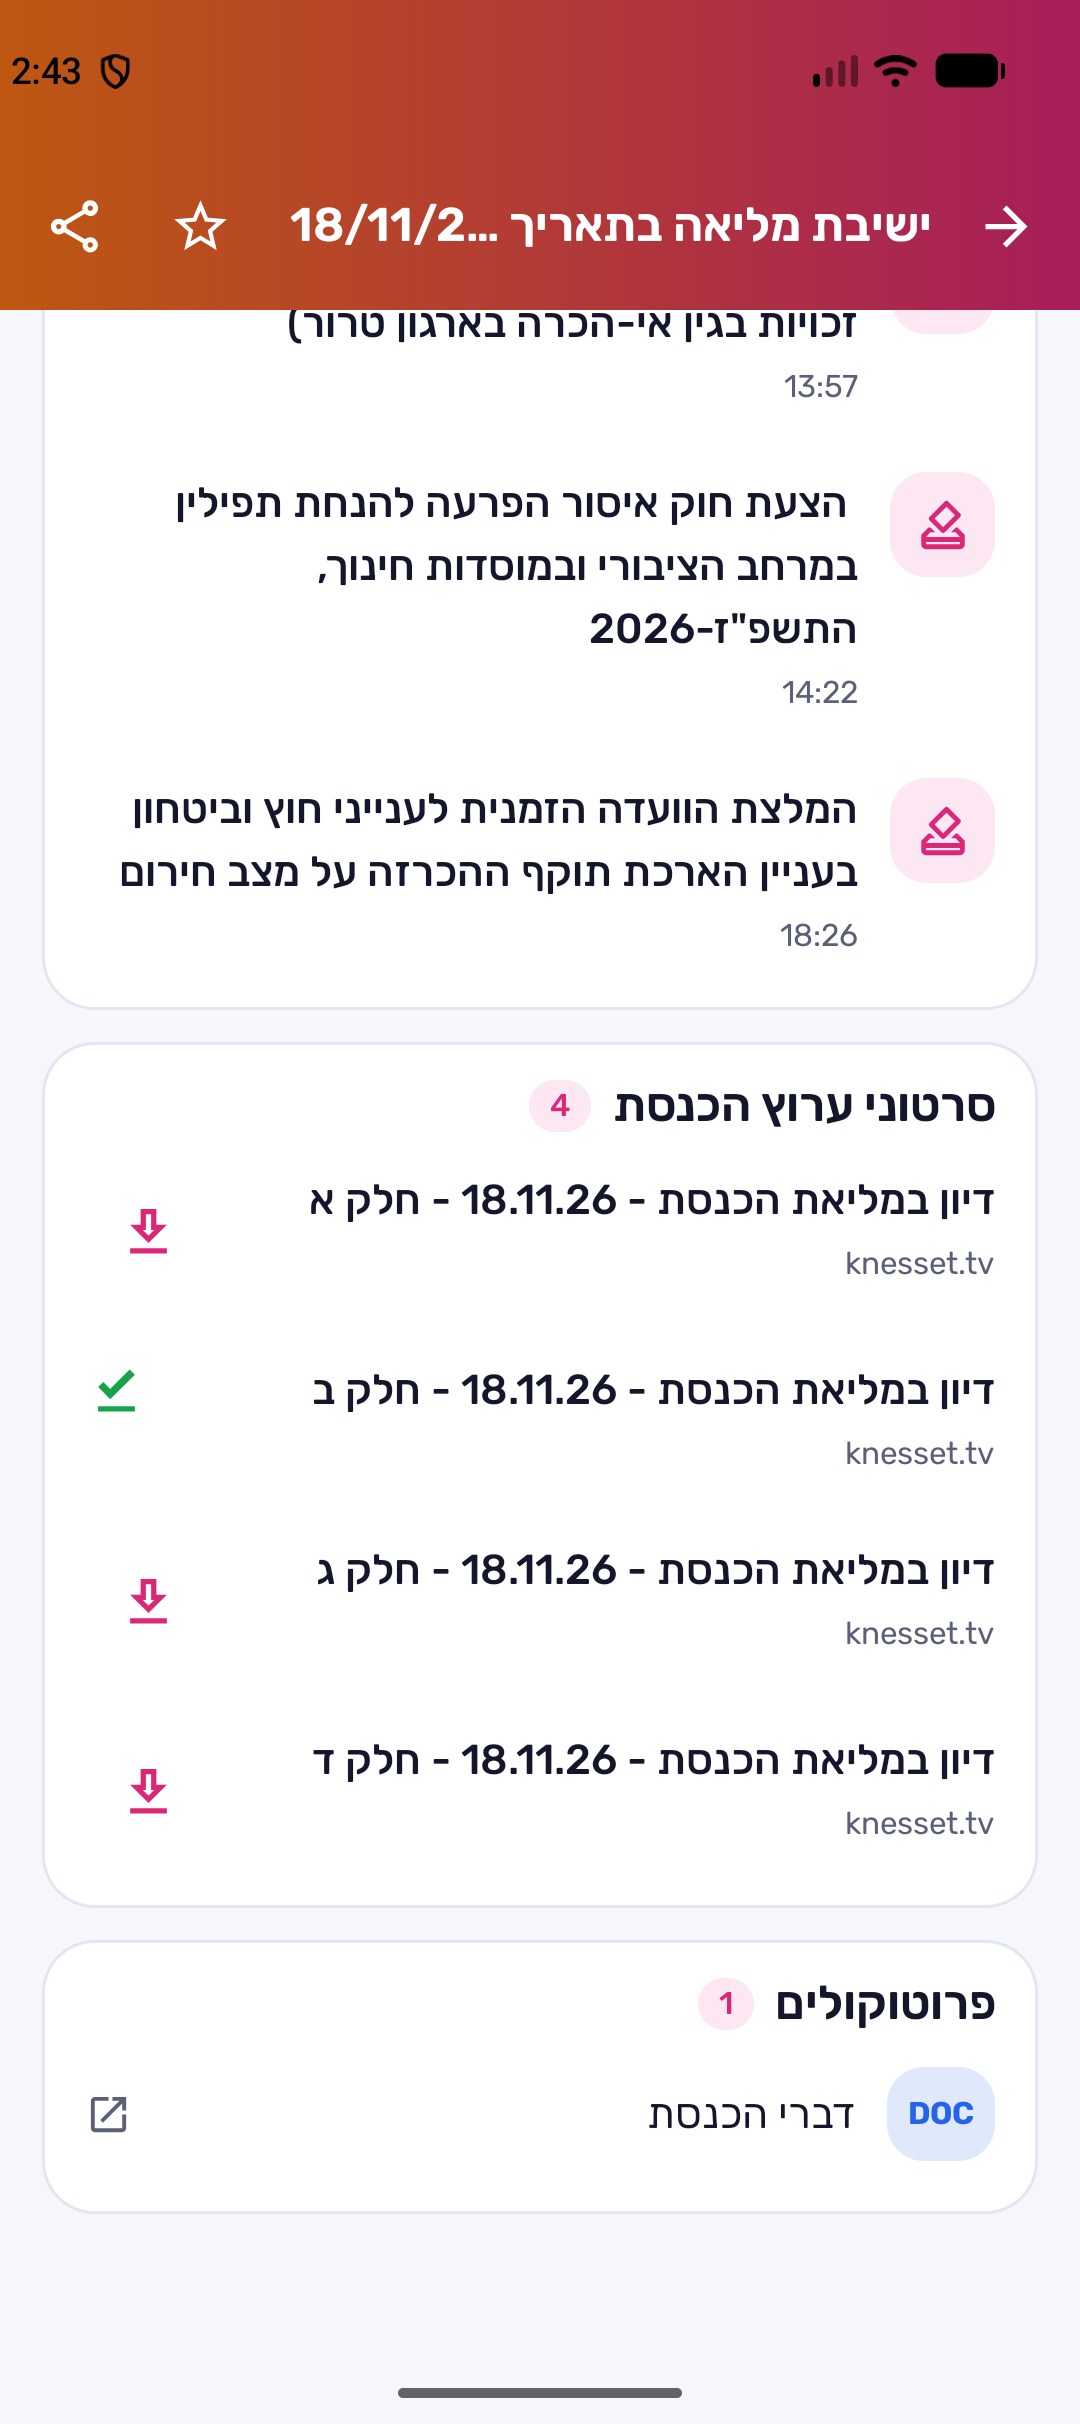 2:43
ישיבת מליאה בתאריך 18/11/2...
זכויות בגין אי-הכרה בארגון טרור)
13:57
הצעת חוק איסור הפרעה להנחת תפילין
במרחב הציבורי ובמוסדות חינוך,
התשפ"ז-2026
14:22
המלצת הוועדה הזמנית לענייני חוץ וביטחון
בעניין הארכת תוקף ההכרזה על מצב חירום
18:26
סרטוני ערוץ הכנסת 4
דיון במליאת הכנסת - 18.11.26 - חלק א
knesset.tv
דיון במליאת הכנסת - 18.11.26 - חלק ב
knesset.tv
דיון במליאת הכנסת - 18.11.26 - חלק ג
knesset.tv
דיון במליאת הכנסת - 18.11.26 - חלק ד
knesset.tv
פרוטוקולים 1
DOC דברי הכנסת